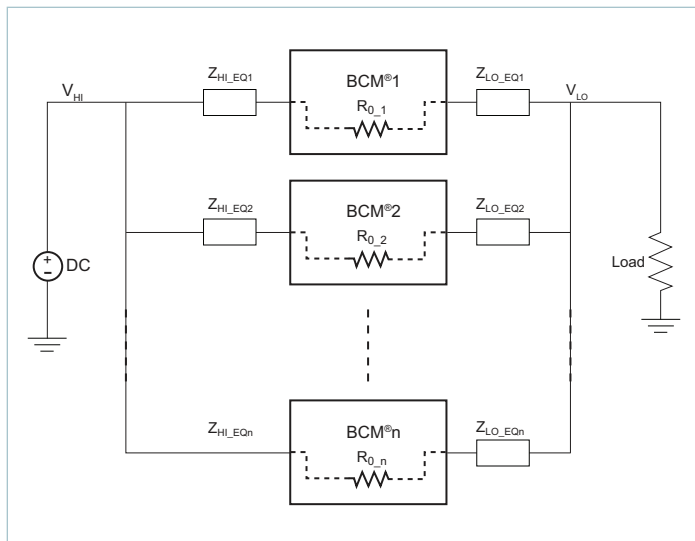 Z_HI_EQ1
BCM®1
Z_LO_EQ1
V_HI
R_0_1
V_LO
Z_HI_EQ2
BCM®2
Z_LO_EQ2
R_0_2
+
DC
−
Load
Z_HI_EQn
BCM®n
Z_LO_EQn
R_0_n